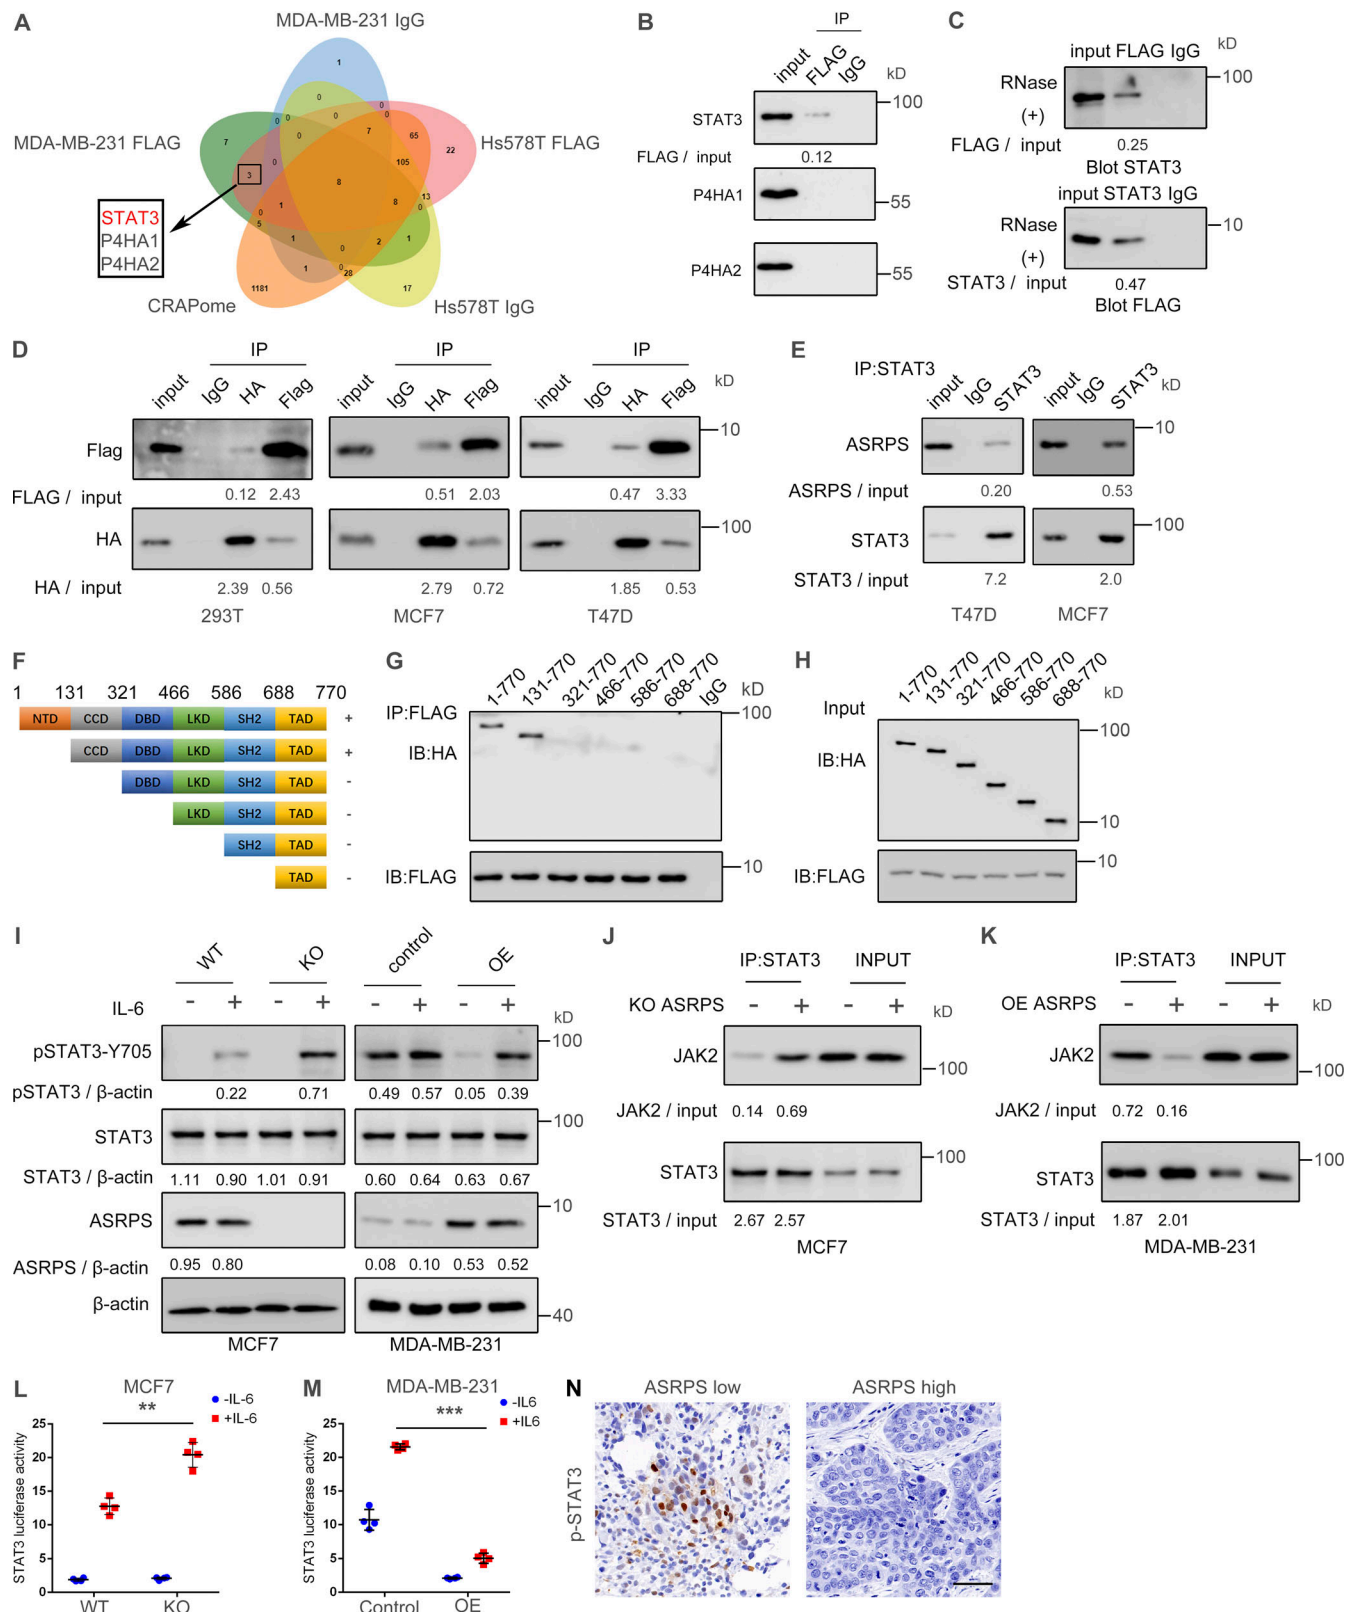 A
MDA-MB-231 IgG
MDA-MB-231 FLAG
Hs578T FLAG
CRAPome
Hs578T IgG
1
0
0 0
0 0
0 0
7
65
7
22
105
3
0
8
13
1
8
0
0
5
1
0
2
1
1
0
28
1181
17
STAT3
P4HA1
P4HA2
B
IP
input FLAG IgG
kD
STAT3
100
FLAG / input 0.12
P4HA1
55
P4HA2
55
C
input FLAG IgG
kD
RNase
(+)
100
FLAG / input 0.25
Blot STAT3
input STAT3 IgG
RNase
(+)
10
STAT3 / input 0.47
Blot FLAG
D
IP IP IP
input IgG HA Flag input IgG HA Flag input IgG HA Flag
kD
Flag
10
FLAG / input 0.12 2.43 0.51 2.03 0.47 3.33
HA
100
HA / input 2.39 0.56 2.79 0.72 1.85 0.53
293T MCF7 T47D
E
IP:STAT3
input IgG STAT3 input IgG STAT3
kD
ASRPS
10
ASRPS / input 0.20 0.53
STAT3
100
STAT3 / input 7.2 2.0
T47D MCF7
F
1 131 321 466 586 688 770
NTD CCD DBD LKD SH2 TAD +
CCD DBD LKD SH2 TAD +
DBD LKD SH2 TAD -
LKD SH2 TAD -
SH2 TAD -
TAD -
G
1-770 131-770 321-770 466-770 586-770 688-770 IgG
kD
IP:FLAG
100
IB:HA
IB:FLAG
10
H
1-770 131-770 321-770 466-770 586-770 688-770
kD
Input
100
IB:HA
10
IB:FLAG
10
I
WT KO control OE
IL-6 - + - + - + - +
kD
pSTAT3-Y705
100
pSTAT3 / β-actin 0.22 0.71 0.49 0.57 0.05 0.39
STAT3
100
STAT3 / β-actin 1.11 0.90 1.01 0.91 0.60 0.64 0.63 0.67
ASRPS
10
ASRPS / β-actin 0.95 0.80 0.08 0.10 0.53 0.52
β-actin
40
MCF7 MDA-MB-231
J
IP:STAT3 INPUT
KO ASRPS - + - +
kD
JAK2
100
JAK2 / input 0.14 0.69
STAT3
100
STAT3 / input 2.67 2.57
MCF7
K
IP:STAT3 INPUT
OE ASRPS - + - +
kD
JAK2
100
JAK2 / input 0.72 0.16
STAT3
100
STAT3 / input 1.87 2.01
MDA-MB-231
L
MCF7
-IL-6
+IL-6
**
STAT3 luciferase activity
25
20
15
10
5
0
WT KO
M
MDA-MB-231
-IL6
+IL6
***
STAT3 luciferase activity
25
20
15
10
5
0
Control OE
N
ASRPS low ASRPS high
p-STAT3